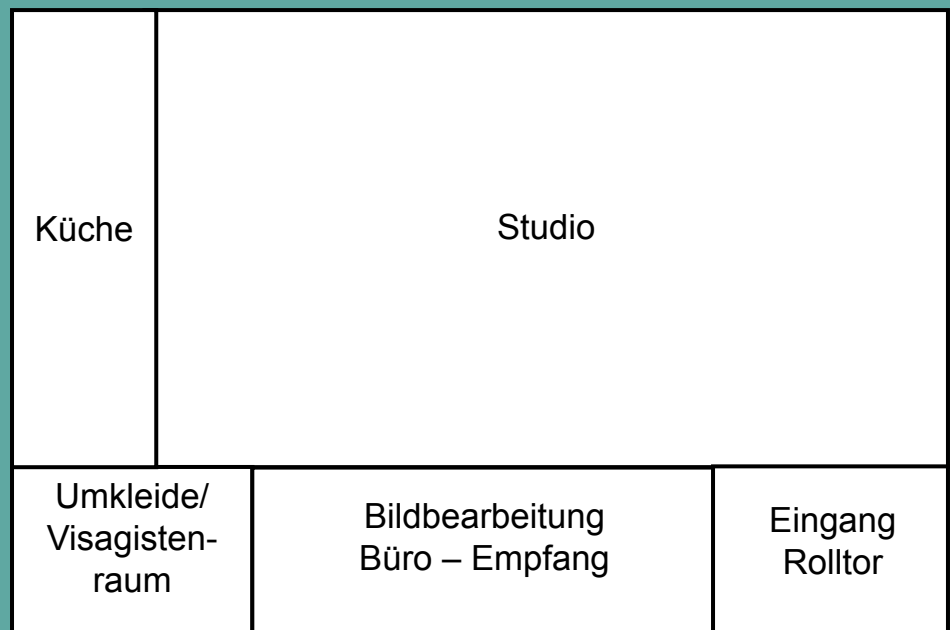 Küche
Studio
Umkleide/
Visagisten-
raum
Bildbearbeitung
Büro – Empfang
Eingang
Rolltor